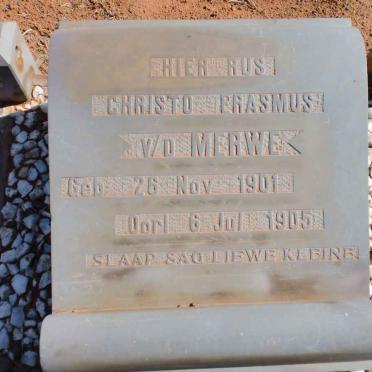 HIER RUS
CHRISTO ERASMUS
V/D MERWE
Geb 26 Nov 1901
Oorl 6 Jul 1905
SLAAP SAG LIEWE KLEINE